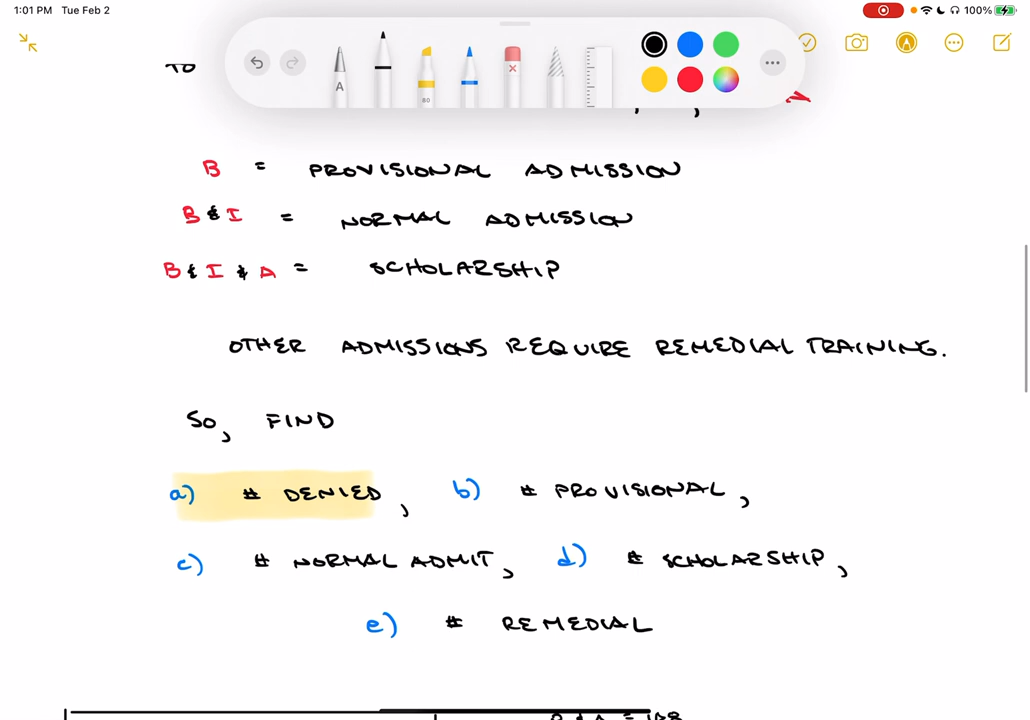 1:01 PM Tue Feb 2
100%
A
80
TO
B = PROVISIONAL ADMISSION
B & I = NORMAL ADMISSION
B & I & A = SCHOLARSHIP
OTHER ADMISSIONS REQUIRE REMEDIAL TRAINING.
SO, FIND
a) # DENIED, b) # PROVISIONAL,
c) # NORMAL ADMIT, d) # SCHOLARSHIP,
e) # REMEDIAL